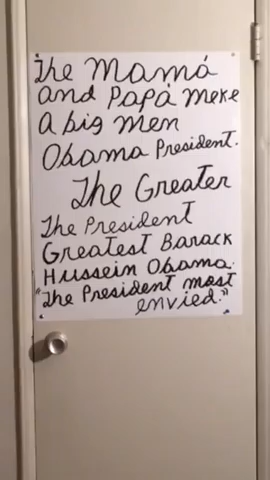 The Mamá
and Papá meke
a big men
Obama President.
The Greater
The President
Greatest Barack
Hussein Obama.
"The President most
envied."